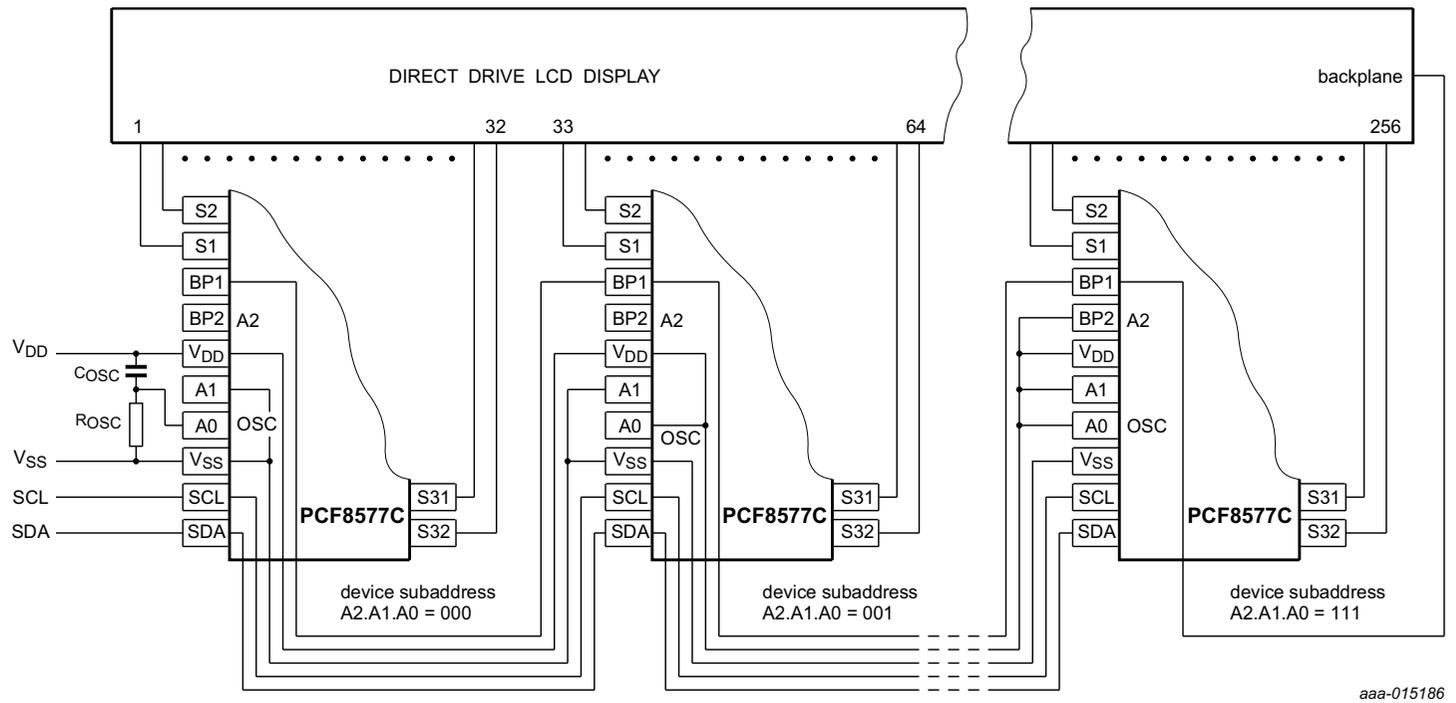 DIRECT DRIVE LCD DISPLAY
backplane
1 32 33 64 256
S2 S2 S2
S1 S1 S1
BP1 BP1 BP1
BP2 A2 BP2 A2 BP2 A2
VDD VDD VDD VDD
COSC
A1 A1 A1
ROSC A0 OSC A0 OSC A0 OSC
VSS VSS VSS VSS
SCL SCL S31 SCL S31 SCL S31
PCF8577C PCF8577C PCF8577C
SDA SDA S32 SDA S32 SDA S32
device subaddress
A2.A1.A0 = 000
device subaddress
A2.A1.A0 = 001
device subaddress
A2.A1.A0 = 111
aaa-015186